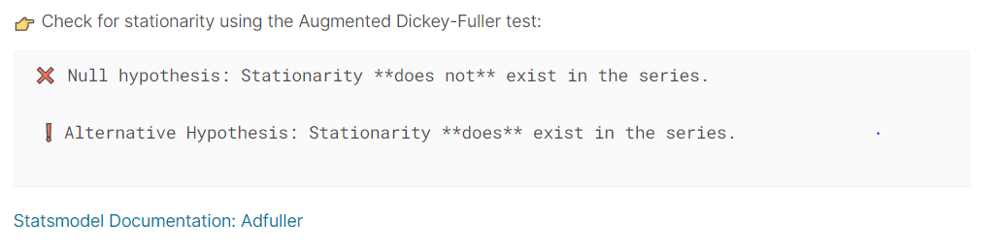 👉 Check for stationarity using the Augmented Dickey-Fuller test:
❌ Null hypothesis: Stationarity **does not** exist in the series.
❗ Alternative Hypothesis: Stationarity **does** exist in the series.
Statsmodel Documentation: Adfuller